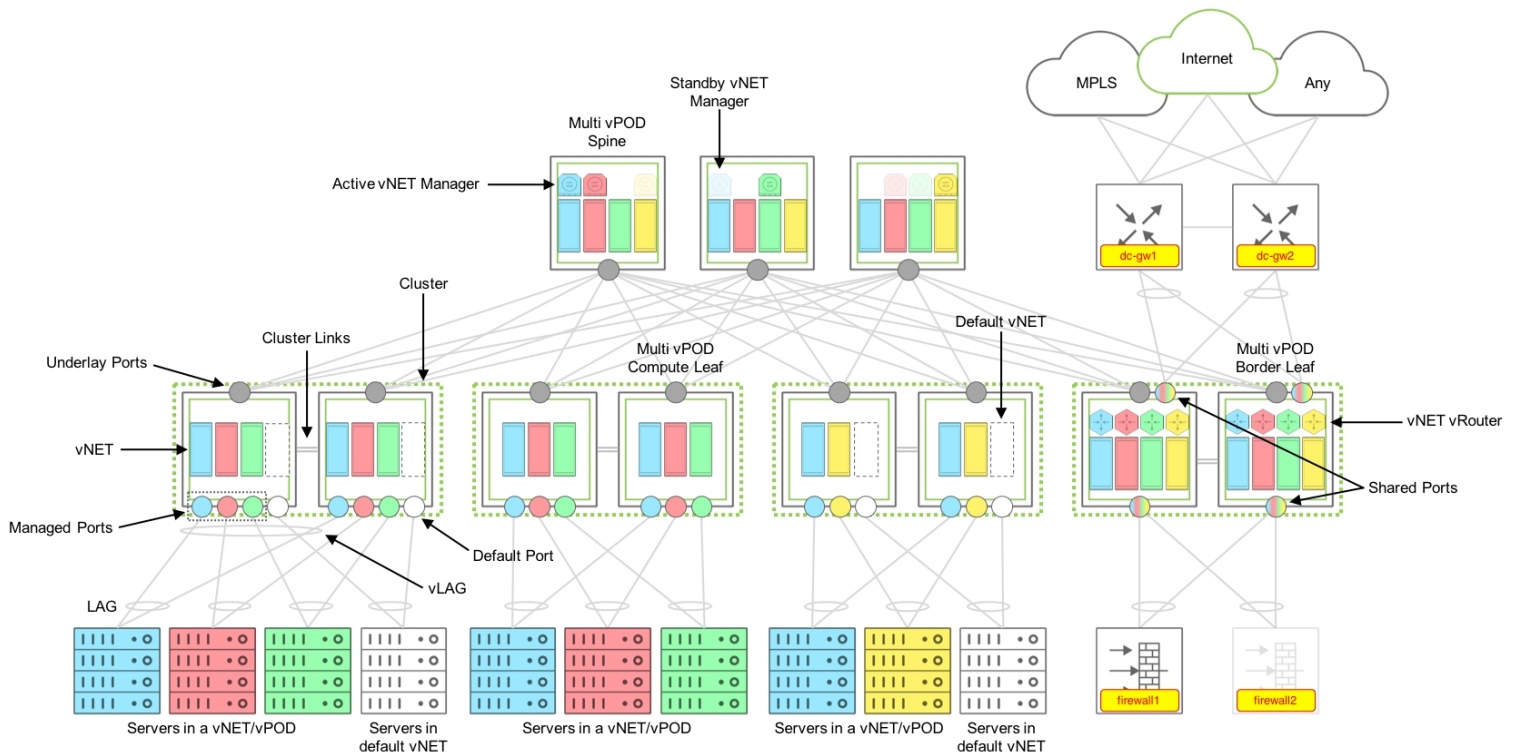 Internet
MPLS
Any
Standby vNET
Manager
Multi vPOD
Spine
Active vNET Manager
dc-gw1
dc-gw2
Cluster
Default vNET
Cluster Links
Underlay Ports
Multi vPOD
Compute Leaf
Multi vPOD
Border Leaf
vNET
vNET vRouter
Shared Ports
Managed Ports
Default Port
vLAG
LAG
firewall1
firewall2
Servers in a vNET/vPOD
Servers in
default vNET
Servers in a vNET/vPOD
Servers in a vNET/vPOD
Servers in
default vNET